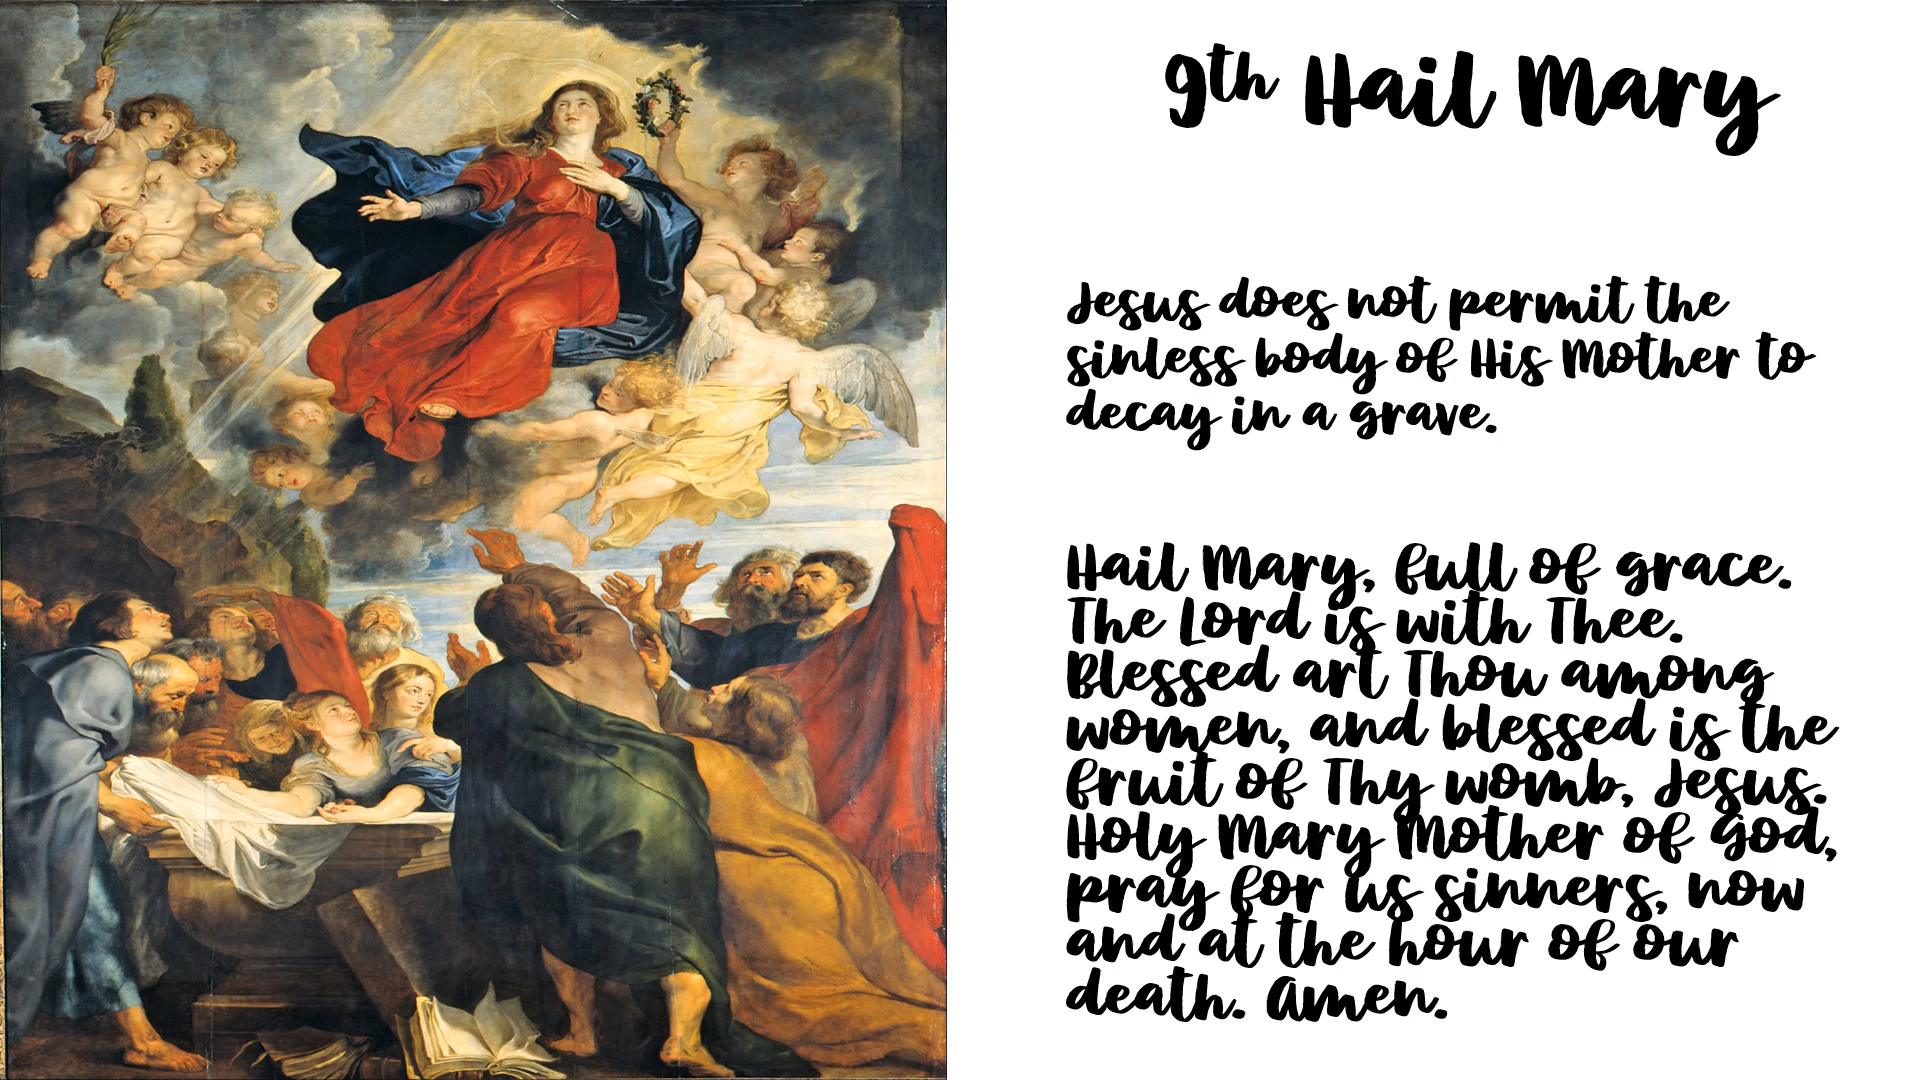 9th Hail Mary
Jesus does not permit the
sinless body of His Mother to
decay in a grave.
Hail Mary, full of grace.
The Lord is with Thee.
Blessed art Thou among
women, and blessed is the
fruit of Thy womb, Jesus.
Holy Mary Mother of God,
pray for us sinners, now
and at the hour of our
death. Amen.